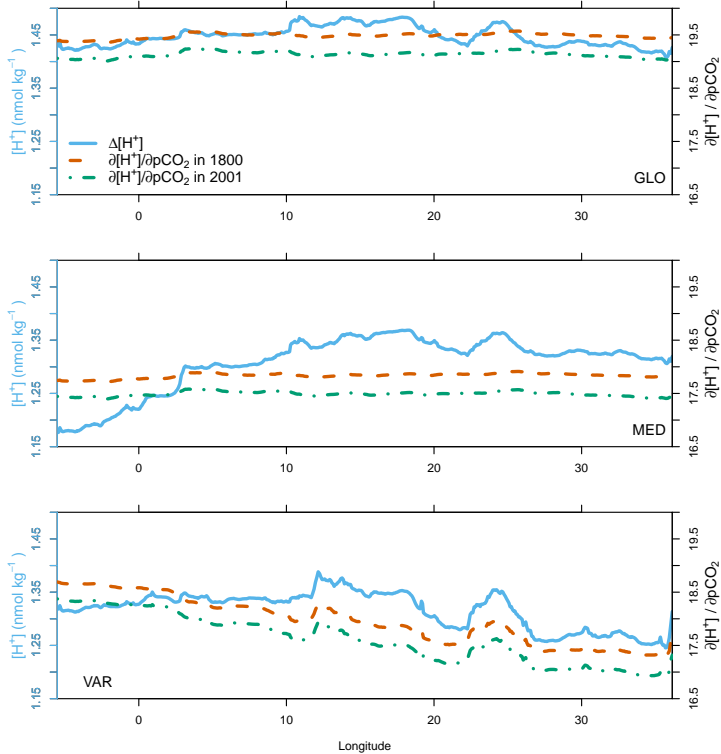 1.15 1.25 1.35 1.45
[H⁺] (nmol kg⁻¹)
16.5 17.5 18.5 19.5
∂[H⁺] / ∂pCO₂
Δ[H⁺]
∂[H⁺]/∂pCO₂ in 1800
∂[H⁺]/∂pCO₂ in 2001
GLO
0 10 20 30
1.15 1.25 1.35 1.45
[H⁺] (nmol kg⁻¹)
16.5 17.5 18.5 19.5
∂[H⁺] / ∂pCO₂
MED
0 10 20 30
1.15 1.25 1.35 1.45
[H⁺] (nmol kg⁻¹)
16.5 17.5 18.5 19.5
∂[H⁺] / ∂pCO₂
VAR
0 10 20 30
Longitude